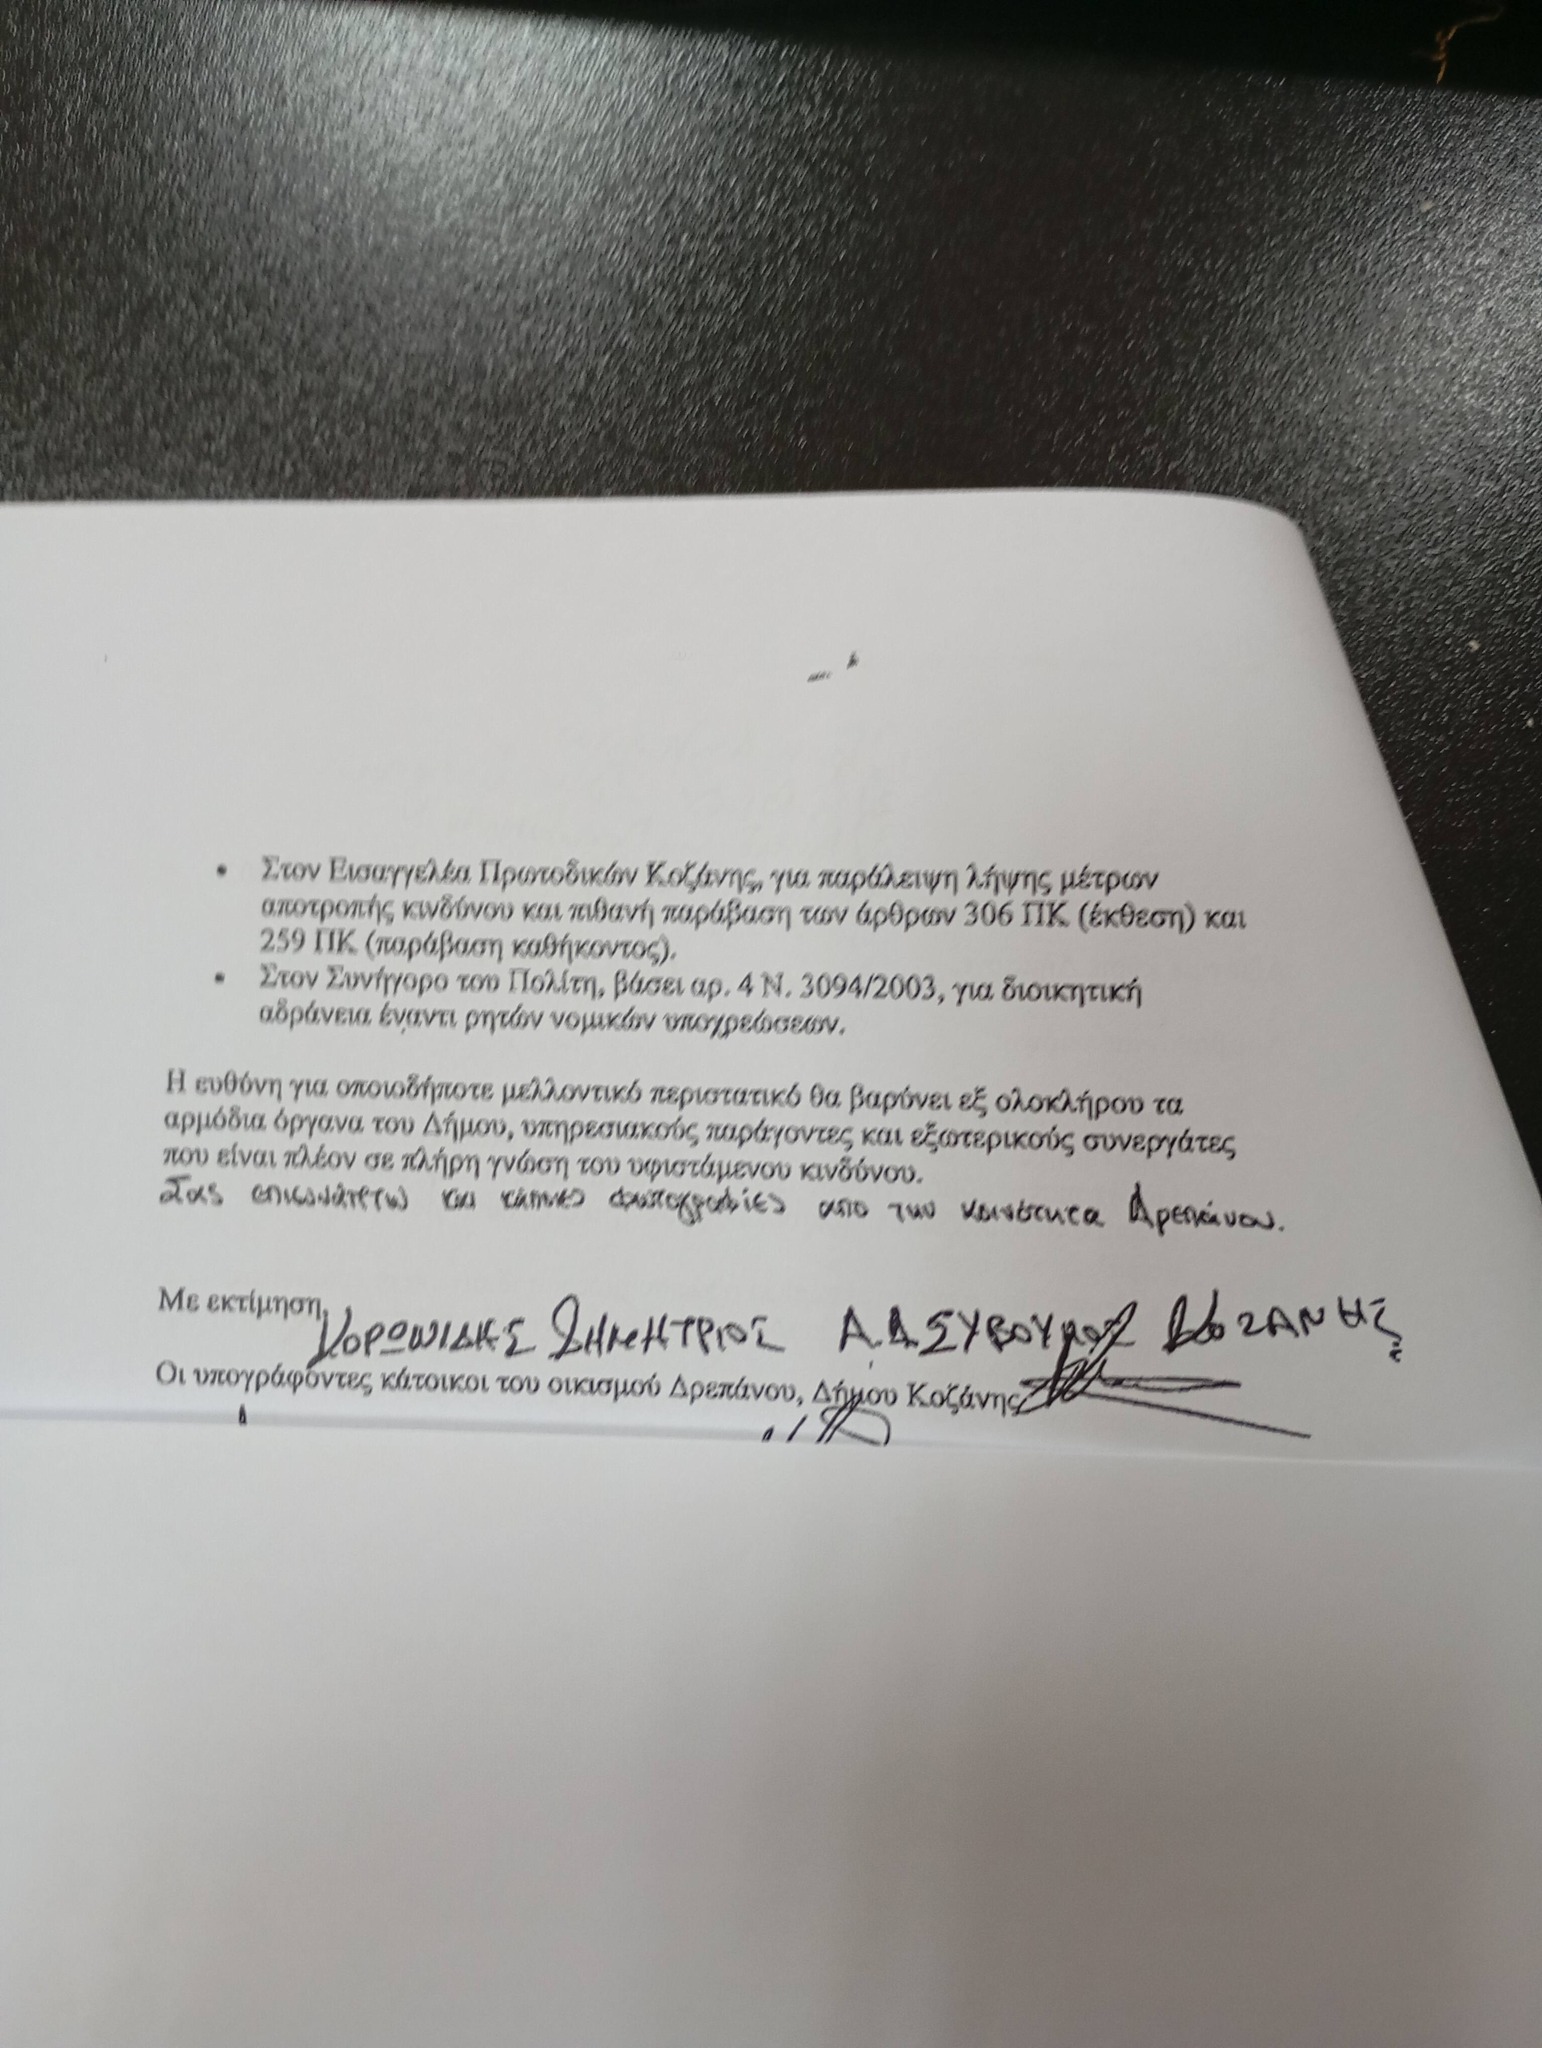 • Στον Εισαγγελέα Πρωτοδικών Κοζάνης, για παράλειψη λήψης μέτρων
αποτροπής κινδύνου και πιθανή παράβαση των άρθρων 306 ΠΚ (έκθεση) και
259 ΠΚ (παράβαση καθήκοντος).
• Στον Συνήγορο του Πολίτη, βάσει αρ. 4 Ν. 3094/2003, για διοικητική
αδράνεια έναντι ρητών νομικών υποχρεώσεων.
Η ευθύνη για οποιοδήποτε μελλοντικό περιστατικό θα βαρύνει εξ ολοκλήρου τα
αρμόδια όργανα του Δήμου, υπηρεσιακούς παράγοντες και εξωτερικούς συνεργάτες
που είναι πλέον σε πλήρη γνώση του υφιστάμενου κινδύνου.
Σας επισυνάπτω και κάποιες φωτογραφίες από την κοινότητα Δρεπάνου.
Με εκτίμηση,
ΚΟΡΩΝΙΔΗΣ ΔΗΜΗΤΡΙΟΣ Α.Δ ΣΥΒΟΥΛΟΣ ΚΟΖΑΝΗΣ
Οι υπογράφοντες κάτοικοι του οικισμού Δρεπάνου, Δήμου Κοζάνης